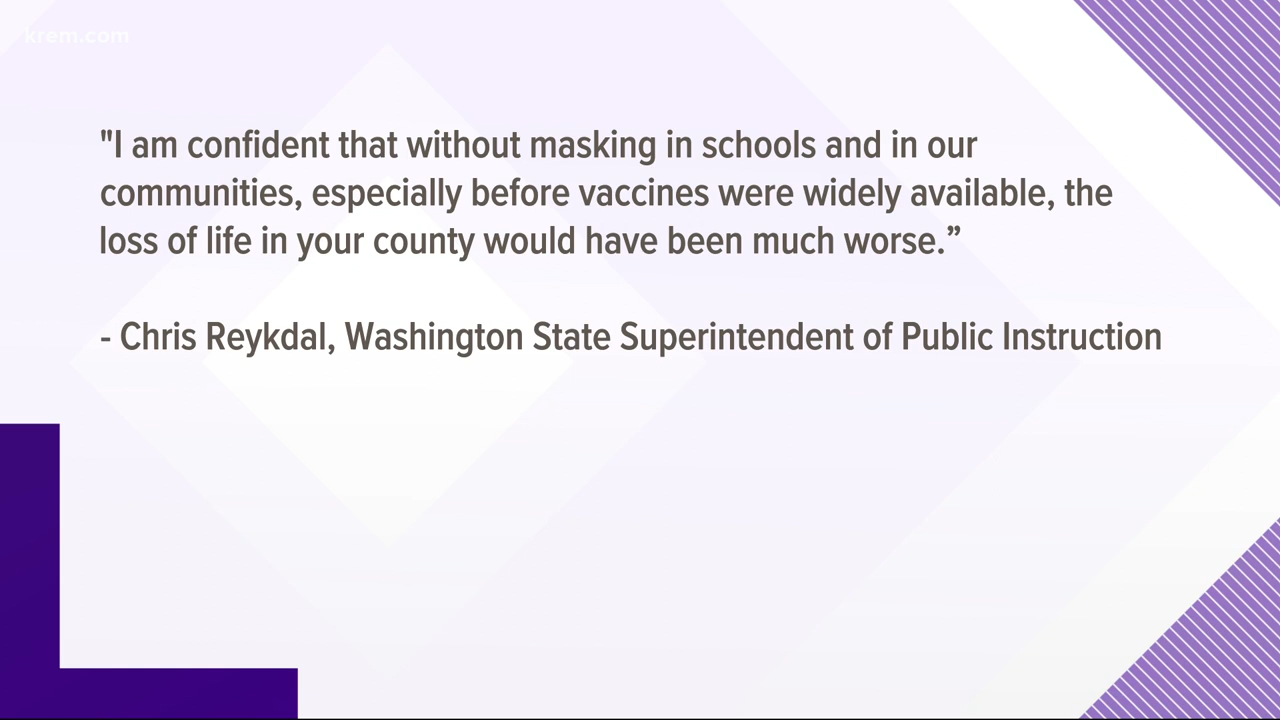 krem.com
"I am confident that without masking in schools and in our
communities, especially before vaccines were widely available, the
loss of life in your county would have been much worse.”
- Chris Reykdal, Washington State Superintendent of Public Instruction